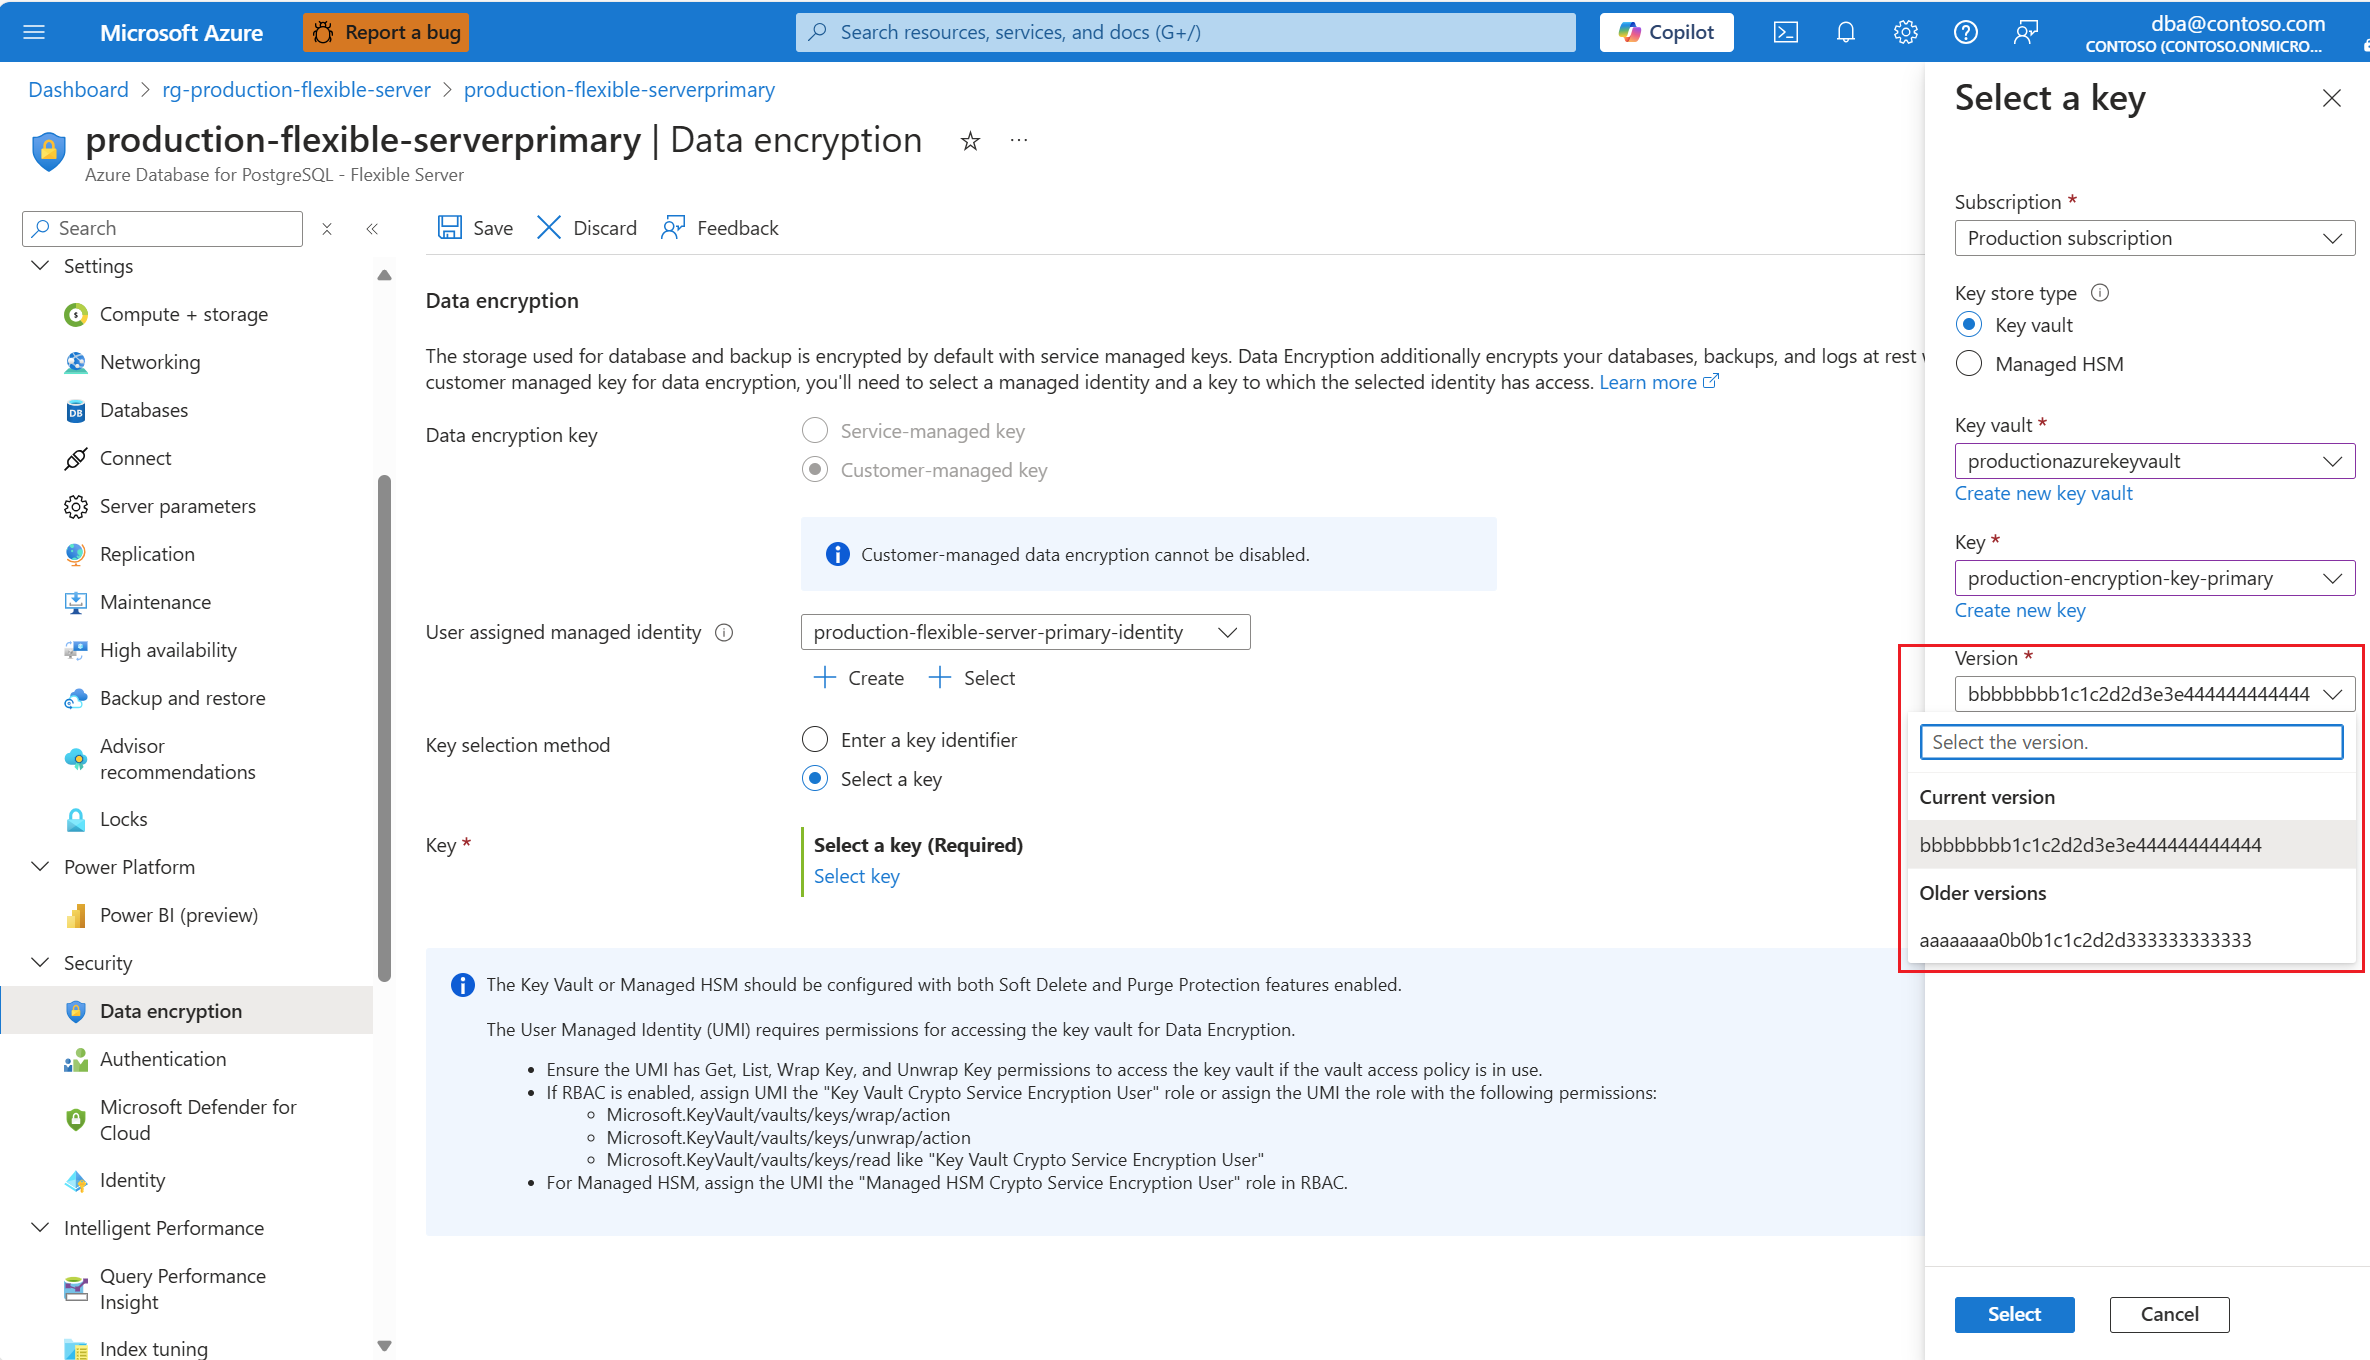 Microsoft Azure
Report a bug
Search resources, services, and docs (G+/)
Copilot
dba@contoso.com
CONTOSO (CONTOSO.ONMICRO...
Dashboard > rg-production-flexible-server > production-flexible-serverprimary
production-flexible-serverprimary | Data encryption
Azure Database for PostgreSQL - Flexible Server
Search
Settings
Compute + storage
Networking
Databases
Connect
Server parameters
Replication
Maintenance
High availability
Backup and restore
Advisor
recommendations
Locks
Power Platform
Power BI (preview)
Security
Data encryption
Authentication
Microsoft Defender for
Cloud
Identity
Intelligent Performance
Query Performance
Insight
Index tuning
Save
Discard
Feedback
Data encryption
The storage used for database and backup is encrypted by default with service managed keys. Data Encryption additionally encrypts your databases, backups, and logs at rest
customer managed key for data encryption, you'll need to select a managed identity and a key to which the selected identity has access. Learn more
Data encryption key
Service-managed key
Customer-managed key
Customer-managed data encryption cannot be disabled.
User assigned managed identity
production-flexible-server-primary-identity
Create
Select
Key selection method
Enter a key identifier
Select a key
Key *
Select a key (Required)
Select key
The Key Vault or Managed HSM should be configured with both Soft Delete and Purge Protection features enabled.
The User Managed Identity (UMI) requires permissions for accessing the key vault for Data Encryption.
• Ensure the UMI has Get, List, Wrap Key, and Unwrap Key permissions to access the key vault if the vault access policy is in use.
• If RBAC is enabled, assign UMI the "Key Vault Crypto Service Encryption User" role or assign the UMI the role with the following permissions:
◦ Microsoft.KeyVault/vaults/keys/wrap/action
◦ Microsoft.KeyVault/vaults/keys/unwrap/action
◦ Microsoft.KeyVault/vaults/keys/read like "Key Vault Crypto Service Encryption User"
• For Managed HSM, assign the UMI the "Managed HSM Crypto Service Encryption User" role in RBAC.
Select a key
Subscription *
Production subscription
Key store type
Key vault
Managed HSM
Key vault *
productionazurekeyvault
Create new key vault
Key *
production-encryption-key-primary
Create new key
Version *
bbbbbbbb1c1c2d2d3e3e444444444444
Select the version.
Current version
bbbbbbbb1c1c2d2d3e3e444444444444
Older versions
aaaaaaaa0b0b1c1c2d2d333333333333
Select
Cancel